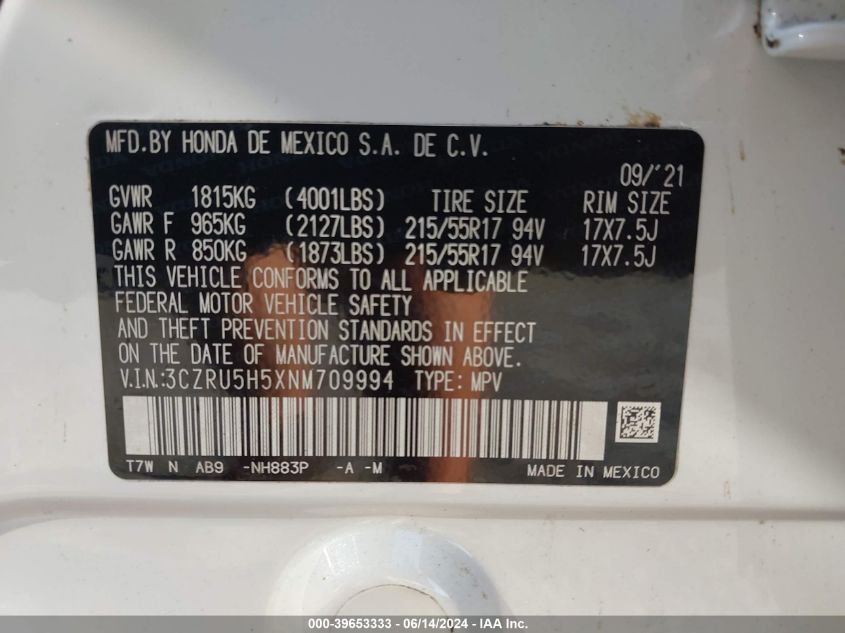 MFD.BY HONDA DE MEXICO S.A. DE C.V.
09/'21
GVWR 1815KG (4001LBS) TIRE SIZE RIM SIZE
GAWR F 965KG (2127LBS) 215/55R17 94V 17X7.5J
GAWR R 850KG (1873LBS) 215/55R17 94V 17X7.5J
THIS VEHICLE CONFORMS TO ALL APPLICABLE
FEDERAL MOTOR VEHICLE SAFETY
AND THEFT PREVENTION STANDARDS IN EFFECT
ON THE DATE OF MANUFACTURE SHOWN ABOVE.
V.I.N.:3CZRU5H5XNM709994 TYPE: MPV
T7W N AB9 -NH883P -A -M MADE IN MEXICO
000-39653333 - 06/14/2024 - IAAI Inc.